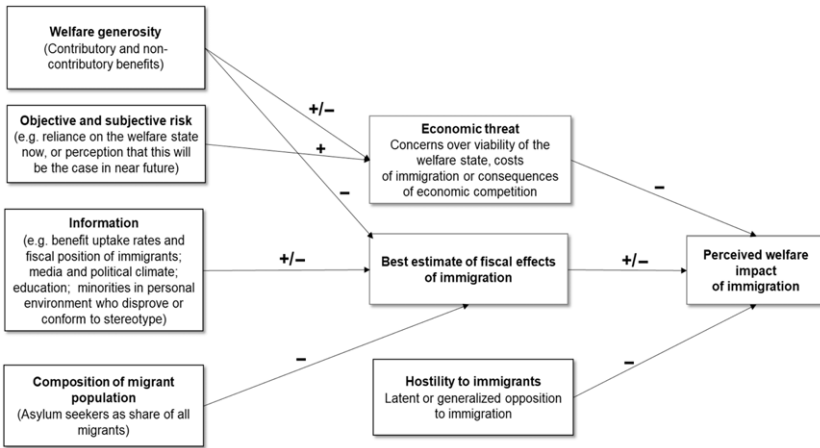 Welfare generosity
(Contributory and non-
contributory benefits)
+/–
Objective and subjective risk
(e.g. reliance on the welfare state
now, or perception that this will
be the case in near future)
+
Economic threat
Concerns over viability of the
welfare state, costs
of immigration or consequences
of economic competition
–
–
Information
(e.g. benefit uptake rates and
fiscal position of immigrants;
media and political climate;
education; minorities in personal
environment who disprove or
conform to stereotype)
+/–
Best estimate of fiscal effects
of immigration
+/–
Perceived welfare
impact
of immigration
–
Composition of migrant
population
(Asylum seekers as share of all
migrants)
Hostility to immigrants
Latent or generalized opposition
to immigration
–